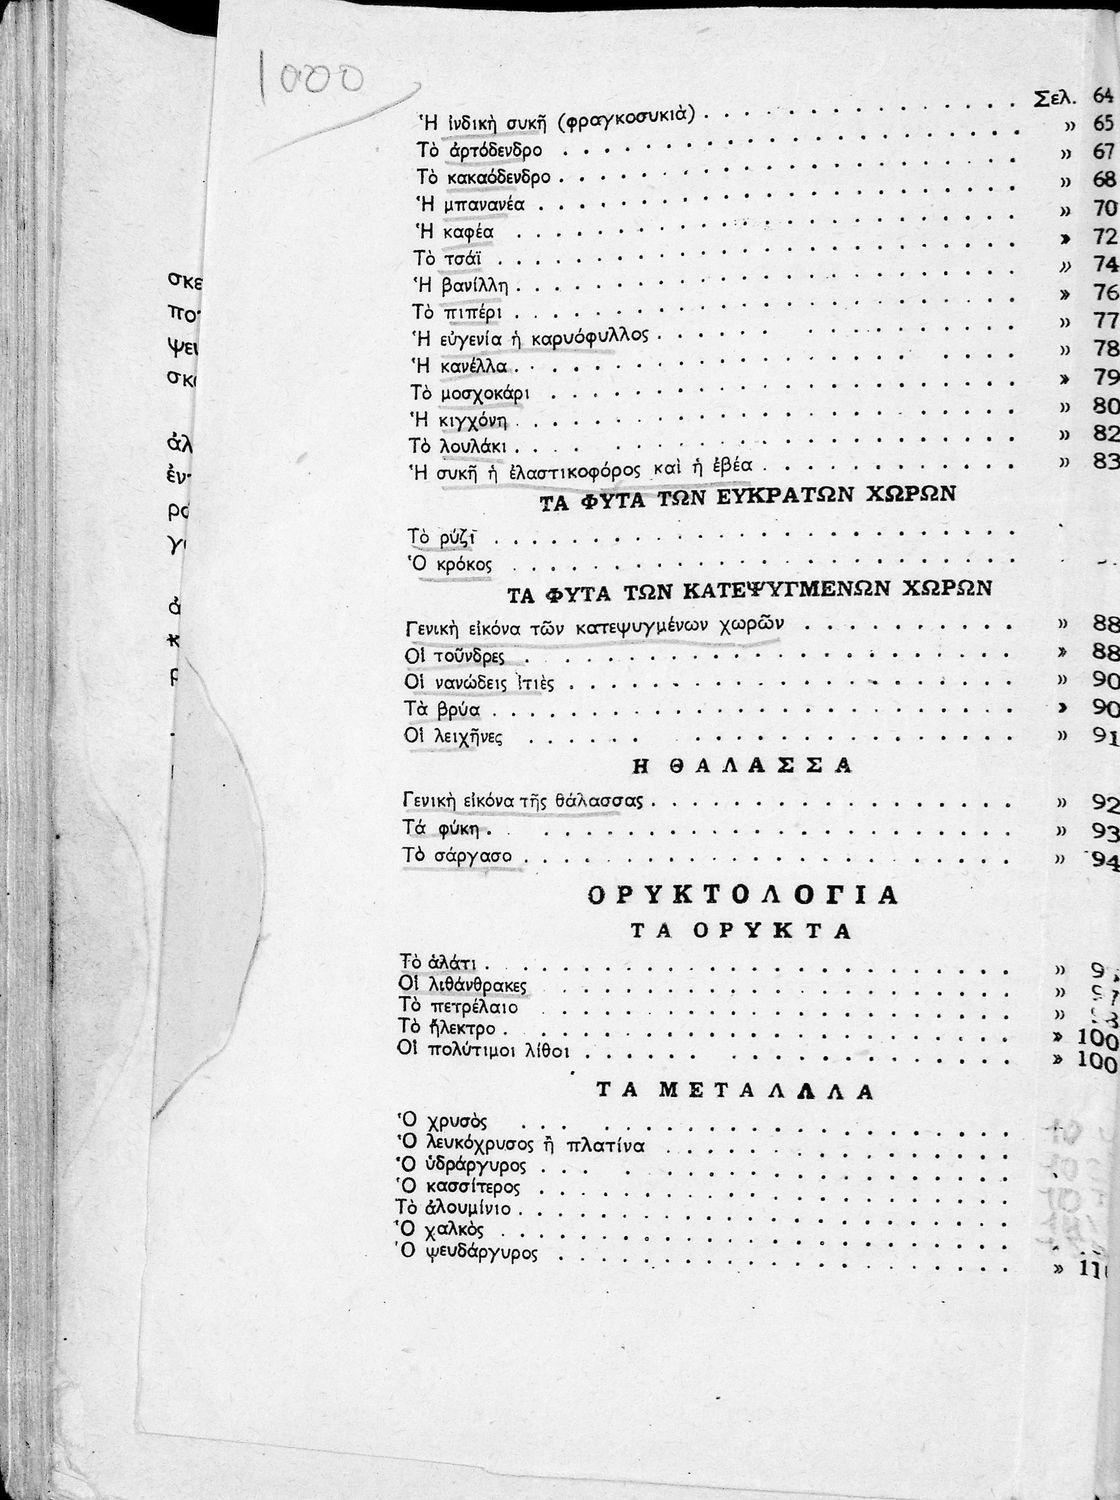 1000
Ἡ ἰνδικὴ συκῆ (φραγκοσυκιὰ) . . . . . . . . . . . . . . . . . Σελ. 64
Τὸ ἀρτόδενδρο . . . . . . . . . . . . . . . . . . . . . . . . » 65
Τὸ κακαόδενδρο . . . . . . . . . . . . . . . . . . . . . . . . » 67
Ἡ μπανανέα . . . . . . . . . . . . . . . . . . . . . . . . » 68
Ἡ καφέα . . . . . . . . . . . . . . . . . . . . . . . . » 70
Τὸ τσάϊ . . . . . . . . . . . . . . . . . . . . . . . . » 72
Ἡ βανίλλη . . . . . . . . . . . . . . . . . . . . . . . . » 74
Τὸ πιπέρι . . . . . . . . . . . . . . . . . . . . . . . . » 76
Ἡ εὐγενία ἡ καρυόφυλλος . . . . . . . . . . . . . . . . . . » 77
Ἡ κανέλλα . . . . . . . . . . . . . . . . . . . . . . . . » 78
Τὸ μοσχοκάρι . . . . . . . . . . . . . . . . . . . . . . . . » 79
Ἡ κιγχόνη . . . . . . . . . . . . . . . . . . . . . . . . » 80
Τὸ λουλάκι . . . . . . . . . . . . . . . . . . . . . . . . » 82
Ἡ συκῆ ἡ ἐλαστικοφόρος καὶ ἡ ἑβέα . . . . . . . . . . . . . . » 83
ΤΑ ΦΥΤΑ ΤΩΝ ΕΥΚΡΑΤΩΝ ΧΩΡΩΝ
Τὸ ρύζι . . . . . . . . . . . . . . . . . . . . . . . .
Ὁ κρόκος . . . . . . . . . . . . . . . . . . . . . . . .
ΤΑ ΦΥΤΑ ΤΩΝ ΚΑΤΕΨΥΓΜΕΝΩΝ ΧΩΡΩΝ
Γενικὴ εἰκόνα τῶν κατεψυγμένων χωρῶν . . . . . . . . . . . . » 88
Οἱ τοῦνδρες . . . . . . . . . . . . . . . . . . . . . . . . » 88
Οἱ νανώδεις ἰτιὲς . . . . . . . . . . . . . . . . . . . . . . » 90
Τὰ βρύα . . . . . . . . . . . . . . . . . . . . . . . . » 90
Οἱ λειχῆνες . . . . . . . . . . . . . . . . . . . . . . . . » 91
Η ΘΑΛΑΣΣΑ
Γενικὴ εἰκόνα τῆς θάλασσας . . . . . . . . . . . . . . . . . . » 92
Τά φύκη . . . . . . . . . . . . . . . . . . . . . . . . » 93
Τὸ σάργασο . . . . . . . . . . . . . . . . . . . . . . . . » 94
ΟΡΥΚΤΟΛΟΓΙΑ
ΤΑ ΟΡΥΚΤΑ
Τὸ ἁλάτι . . . . . . . . . . . . . . . . . . . . . . . . »
Οἱ λιθάνθρακες . . . . . . . . . . . . . . . . . . . . . . »
Τὸ πετρέλαιο . . . . . . . . . . . . . . . . . . . . . . »
Τὸ ἤλεκτρο . . . . . . . . . . . . . . . . . . . . . . . . » 100
Οἱ πολύτιμοι λίθοι . . . . . . . . . . . . . . . . . . . . » 100
ΤΑ ΜΕΤΑΛΛΑ
Ὁ χρυσὸς . . . . . . . . . . . . . . . . . . . . . . . .
Ὁ λευκόχρυσος ἢ πλατίνα . . . . . . . . . . . . . . . . . .
Ὁ ὑδράργυρος . . . . . . . . . . . . . . . . . . . . . .
Ὁ κασσίτερος . . . . . . . . . . . . . . . . . . . . . .
Τὸ ἀλουμίνιο . . . . . . . . . . . . . . . . . . . . . .
Ὁ χαλκὸς . . . . . . . . . . . . . . . . . . . . . . . .
Ὁ ψευδάργυρος . . . . . . . . . . . . . . . . . . . . . . »